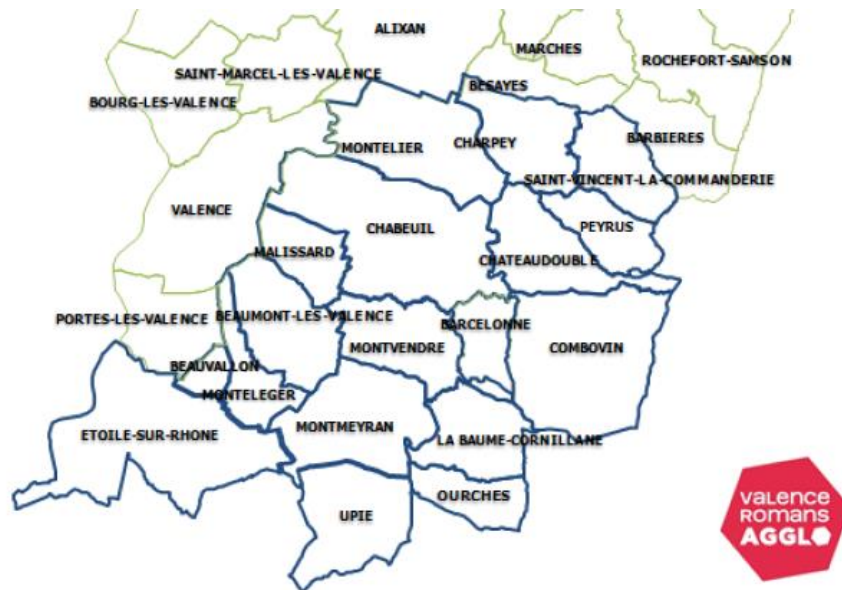 ALIXAN
MARCHES
ROCHEFORT-SAMSON
SAINT-MARCEL-LES-VALENCE
BESAYES
BOURG-LES-VALENCE
BARBIERES
MONTELIER
CHARPEY
SAINT-VINCENT-LA-COMMANDERIE
VALENCE
CHABEUIL
PEYRUS
MALISSARD
CHATEAUDOUBLE
PORTES-LES-VALENCE
BEAUMONT-LES-VALENCE
BARCELONNE
MONTVENDRE
COMBOVIN
BEAUVALLON
MONTELEGER
ETOILE-SUR-RHONE
MONTMEYRAN
LA BAUME-CORNILLANE
OURCHES
UPIE
VALENCE
ROMANS
AGGLO